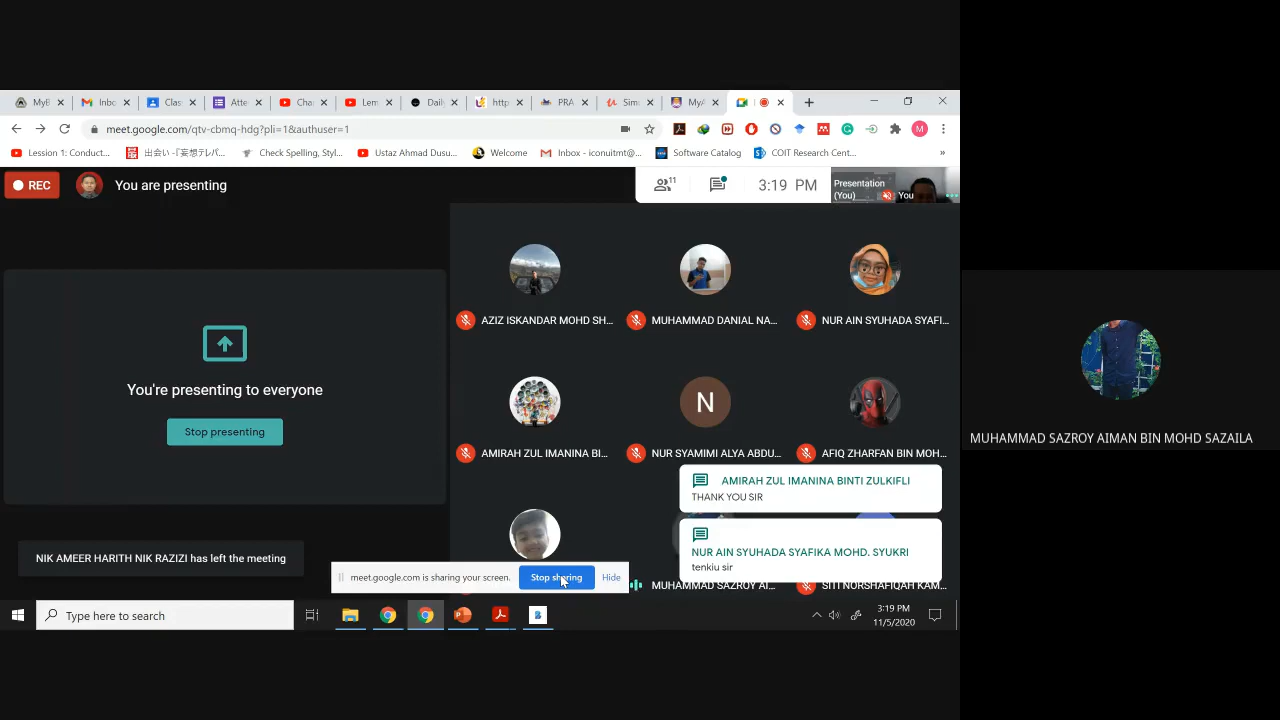 MyB
Inbo
Clas
Atte
Cha
Lem
Daily
http
PRA
Simu
MyA
meet.google.com/qtv-cbmq-hdg?pli=1&authuser=1
M
Lession 1: Conduct...
出会い -『妄想テレパ...
Check Spelling, Styl...
Ustaz Ahmad Dusu...
Welcome
Inbox - iconuitmt@...
Software Catalog
COIT Research Cent...
»
REC
You are presenting
11
3:19 PM
Presentation
(You)
You
AZIZ ISKANDAR MOHD SH...
MUHAMMAD DANIAL NA...
NUR AIN SYUHADA SYAFI...
You're presenting to everyone
Stop presenting
N
AMIRAH ZUL IMANINA BI...
NUR SYAMIMI ALYA ABDU...
AFIQ ZHARFAN BIN MOH...
MUHAMMAD SAZROY AIMAN BIN MOHD SAZAILA
AMIRAH ZUL IMANINA BINTI ZULKIFLI
THANK YOU SIR
NUR AIN SYUHADA SYAFIKA MOHD. SYUKRI
tenkiu sir
NIK AMEER HARITH NIK RAZIZI has left the meeting
meet.google.com is sharing your screen.
Stop sharing
Hide
MUHAMMAD SAZROY AI...
SITI NORSHAFIQAH KAM...
Type here to search
3:19 PM
11/5/2020